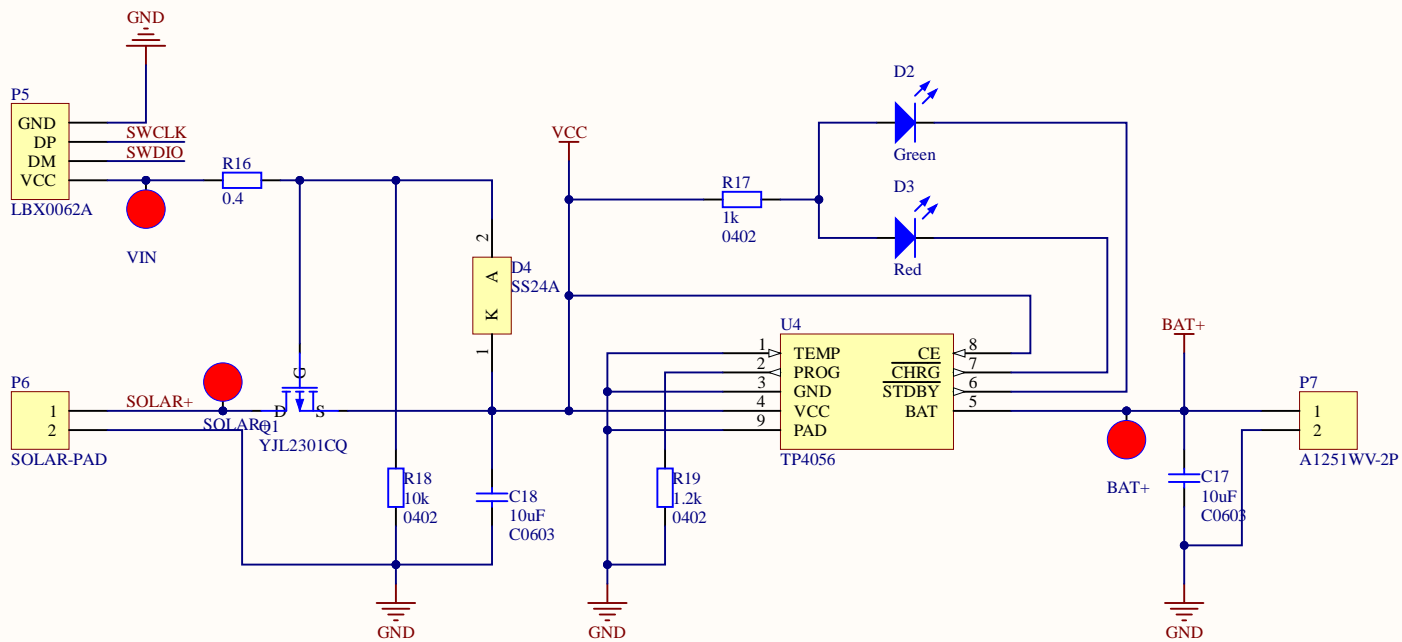 GND
P5
GND
DP
DM
VCC
LBX0062A
SWCLK
SWDIO
R16
0.4
VIN
P6
1
2
SOLAR-PAD
SOLAR+
SOLAR+
D
G
S
Q1
YJL2301CQ
2
A
K
1
D4
SS24A
R18
10k
0402
C18
10uF
C0603
GND
VCC
R17
1k
0402
D2
Green
D3
Red
U4
1
2
3
4
9
TEMP
PROG
GND
VCC
PAD
CE
CHRG
STDBY
BAT
8
7
6
5
TP4056
R19
1.2k
0402
GND
BAT+
BAT+
C17
10uF
C0603
GND
P7
1
2
A1251WV-2P